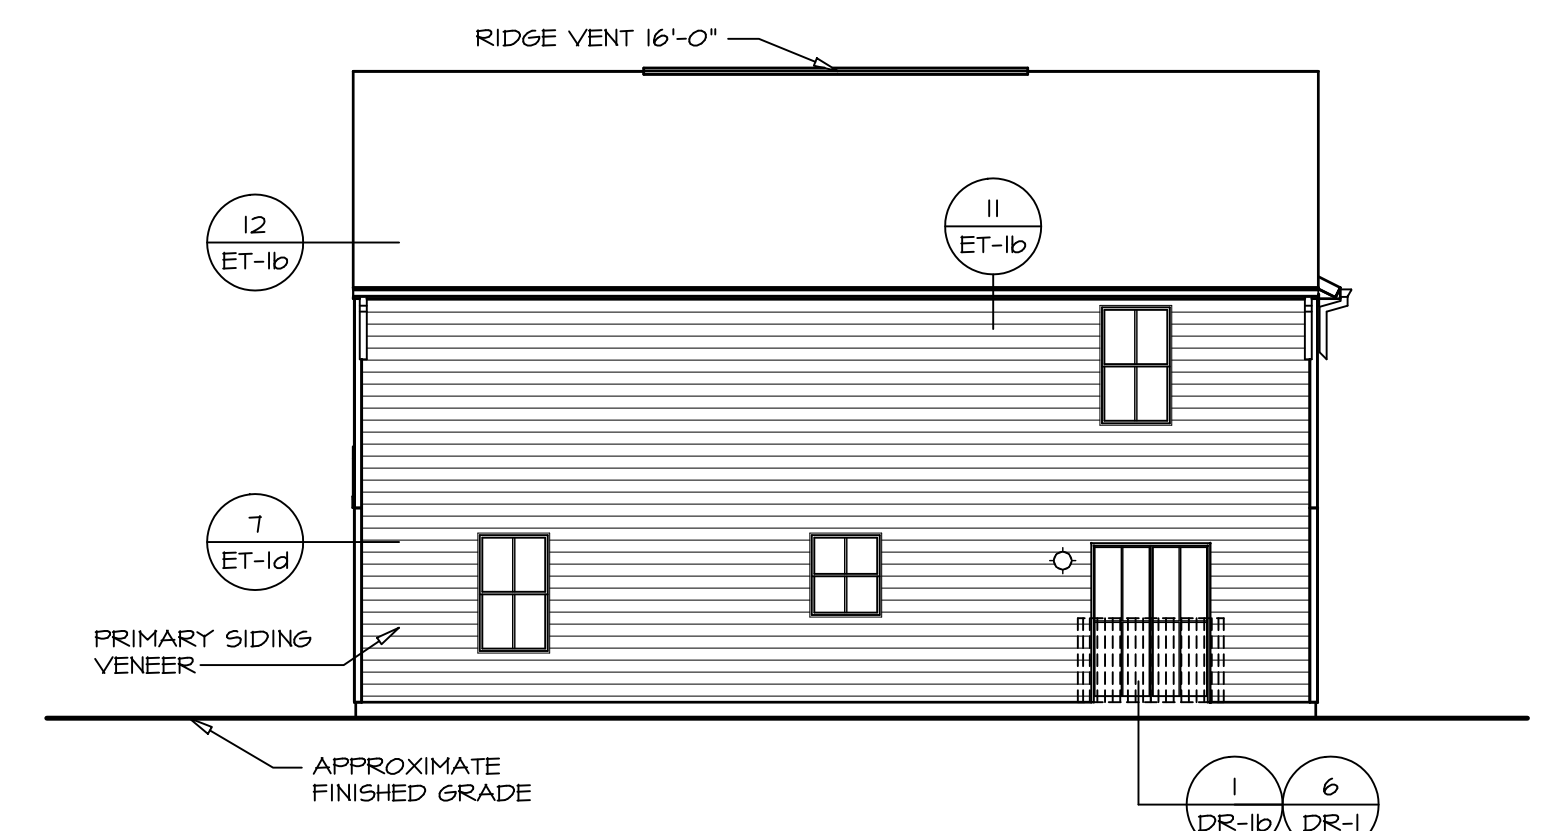 RIDGE VENT 16'-0"
12
ET-1b
11
ET-1b
7
ET-1d
PRIMARY SIDING
VENEER
APPROXIMATE
FINISHED GRADE
1
DR-1b
6
DR-1